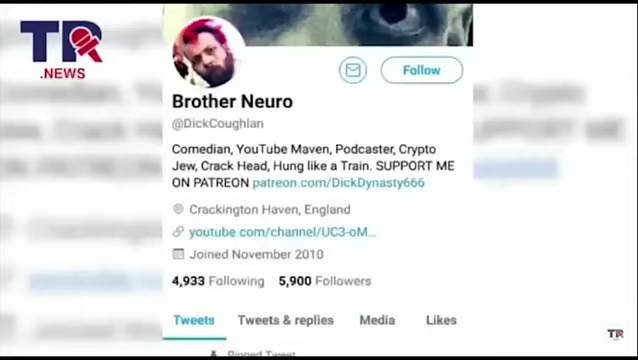 TR
.NEWS
Follow
Brother Neuro
@DickCoughlan
Comedian, YouTube Maven, Podcaster, Crypto
Jew, Crack Head, Hung like a Train. SUPPORT ME
ON PATREON patreon.com/DickDynasty666
Crackington Haven, England
youtube.com/channel/UC3-oM...
Joined November 2010
4,933 Following 5,900 Followers
Tweets Tweets & replies Media Likes
Pinned Tweet
TR